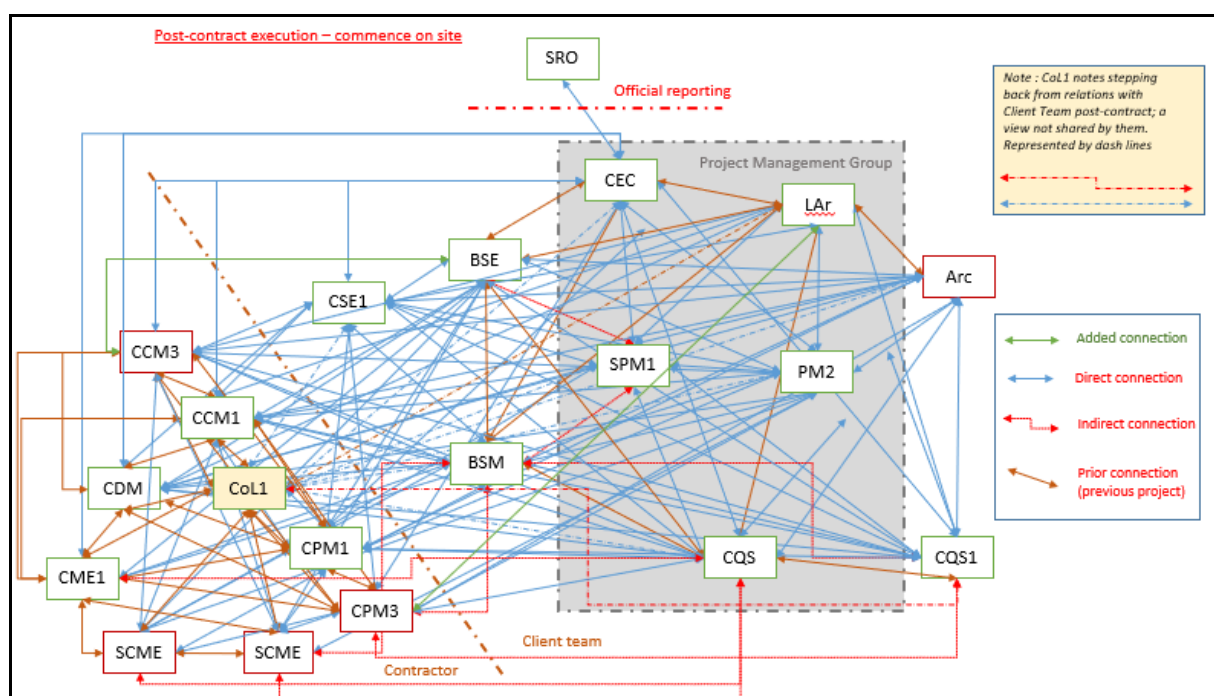 Post-contract execution – commence on site
SRO
Official reporting
Note : CoL1 notes stepping
back from relations with
Client Team post-contract; a
view not shared by them.
Represented by dash lines
Project Management Group
CEC
LAr
BSE
Arc
CSE1
CCM3
SPM1
PM2
Added connection
Direct connection
CCM1
Indirect connection
BSM
CDM
CoL1
Prior connection
(previous project)
CPM1
CQS
CQS1
CME1
CPM3
SCME
SCME
Client team
Contractor